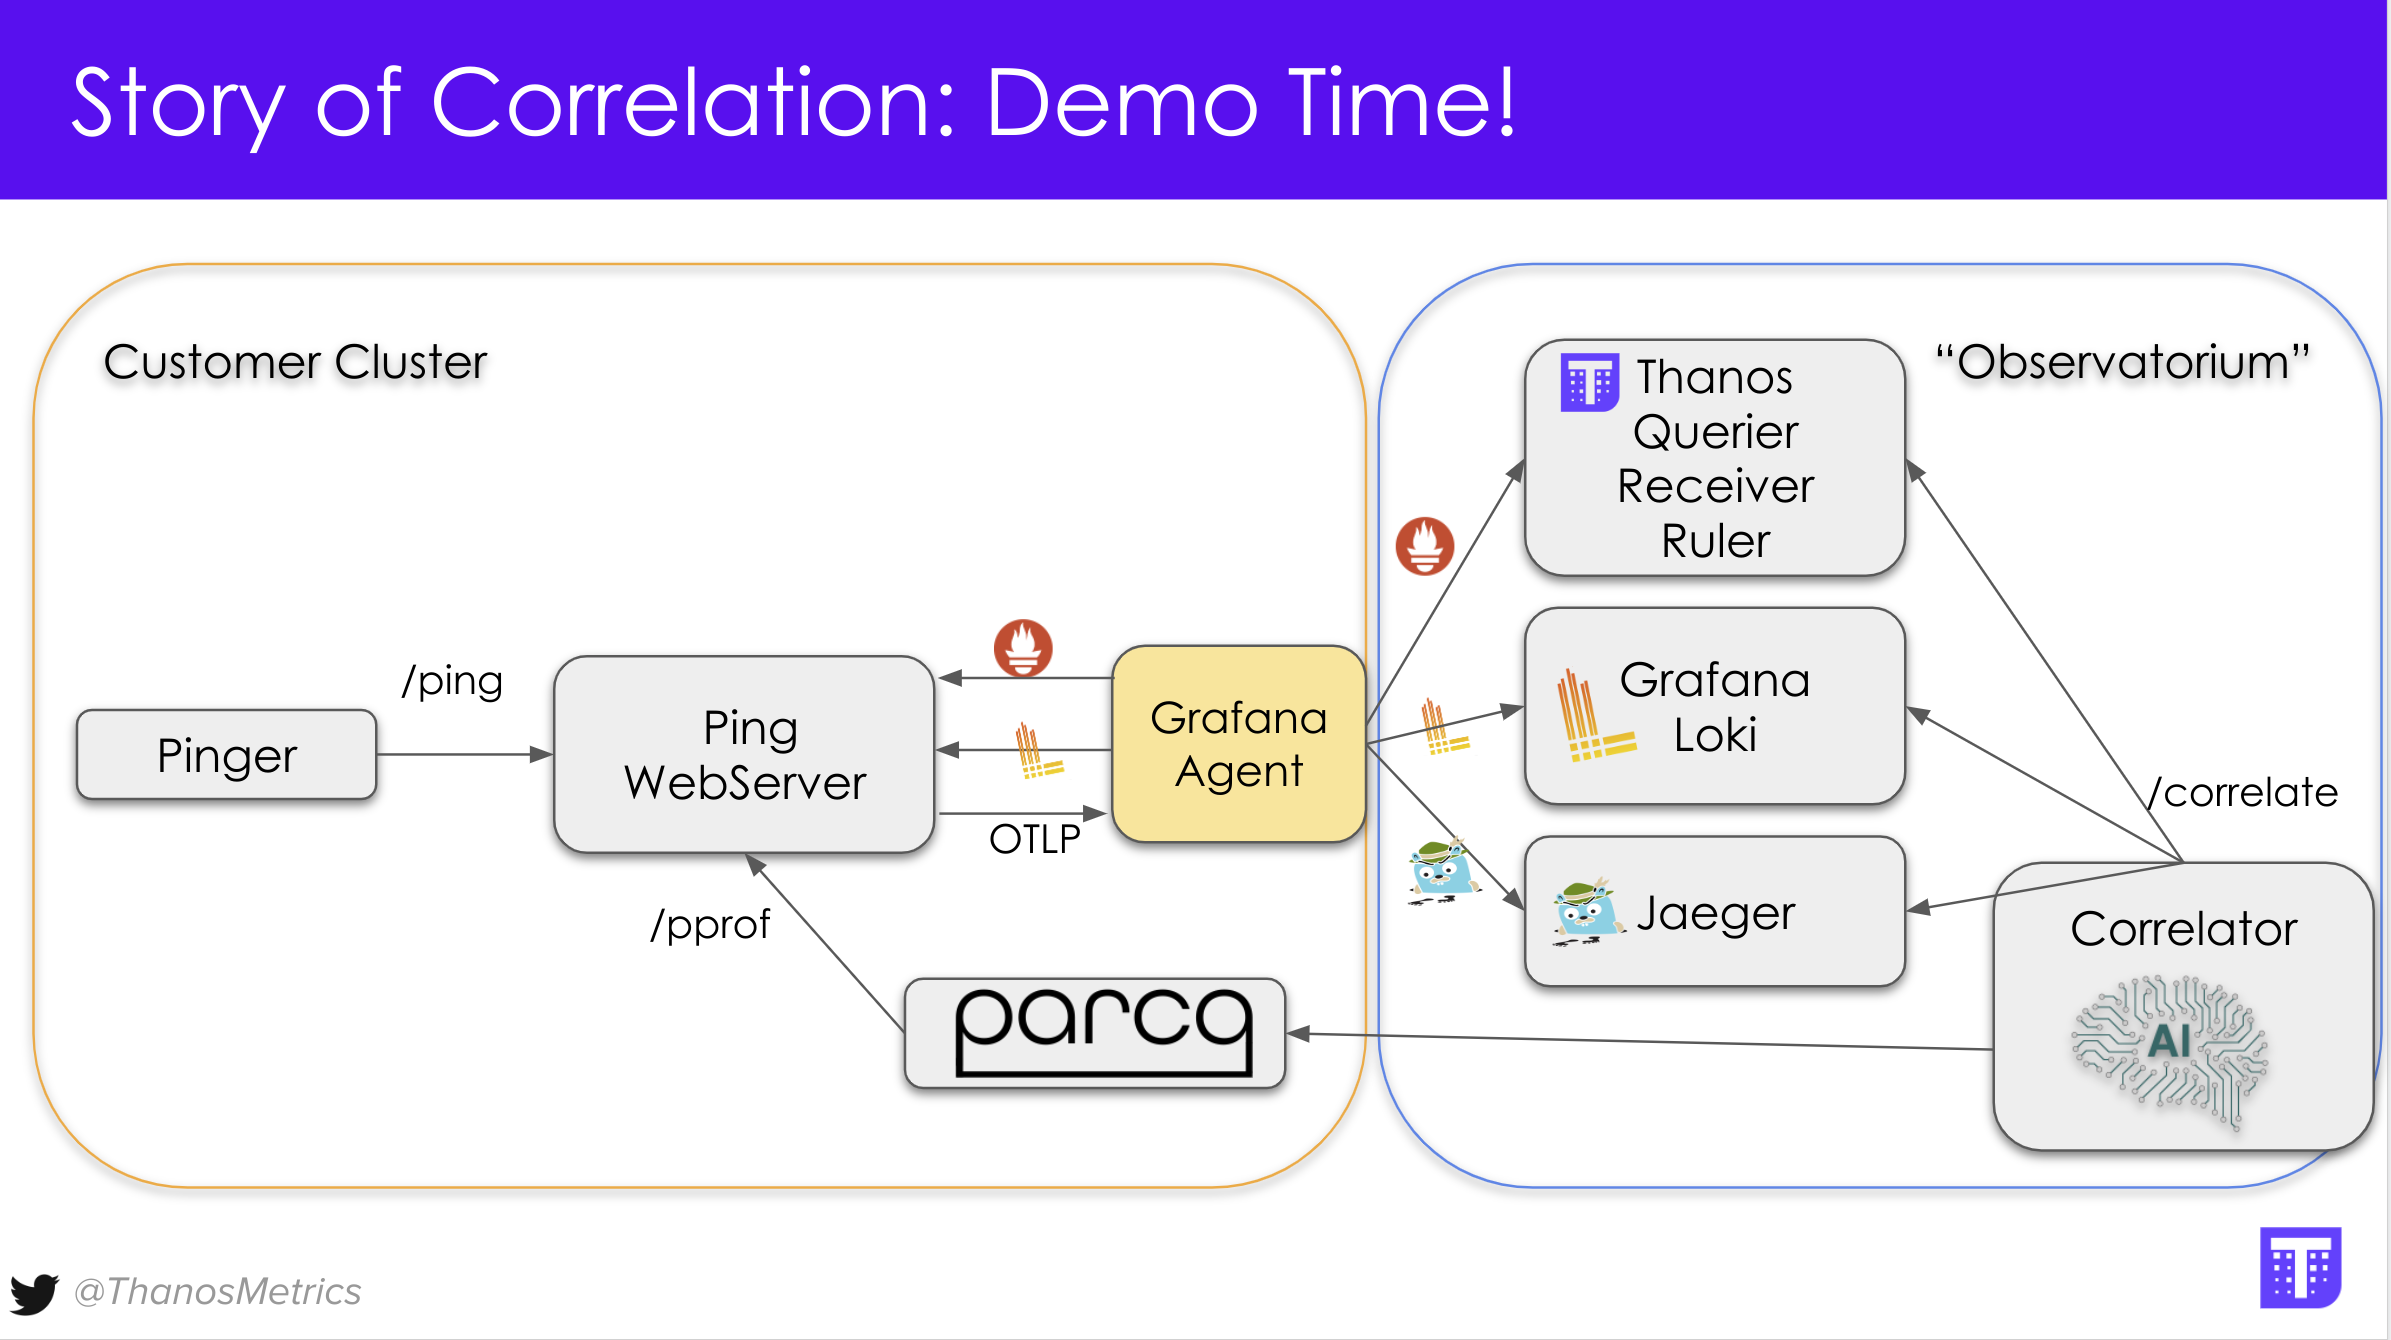 Story of Correlation: Demo Time!
Customer Cluster
"Observatorium"
Thanos
Querier
Receiver
Ruler
/ping
Pinger
Ping
WebServer
Grafana
Agent
OTLP
Grafana
Loki
/correlate
/pprof
Jaeger
Correlator
AI
parca
@ThanosMetrics